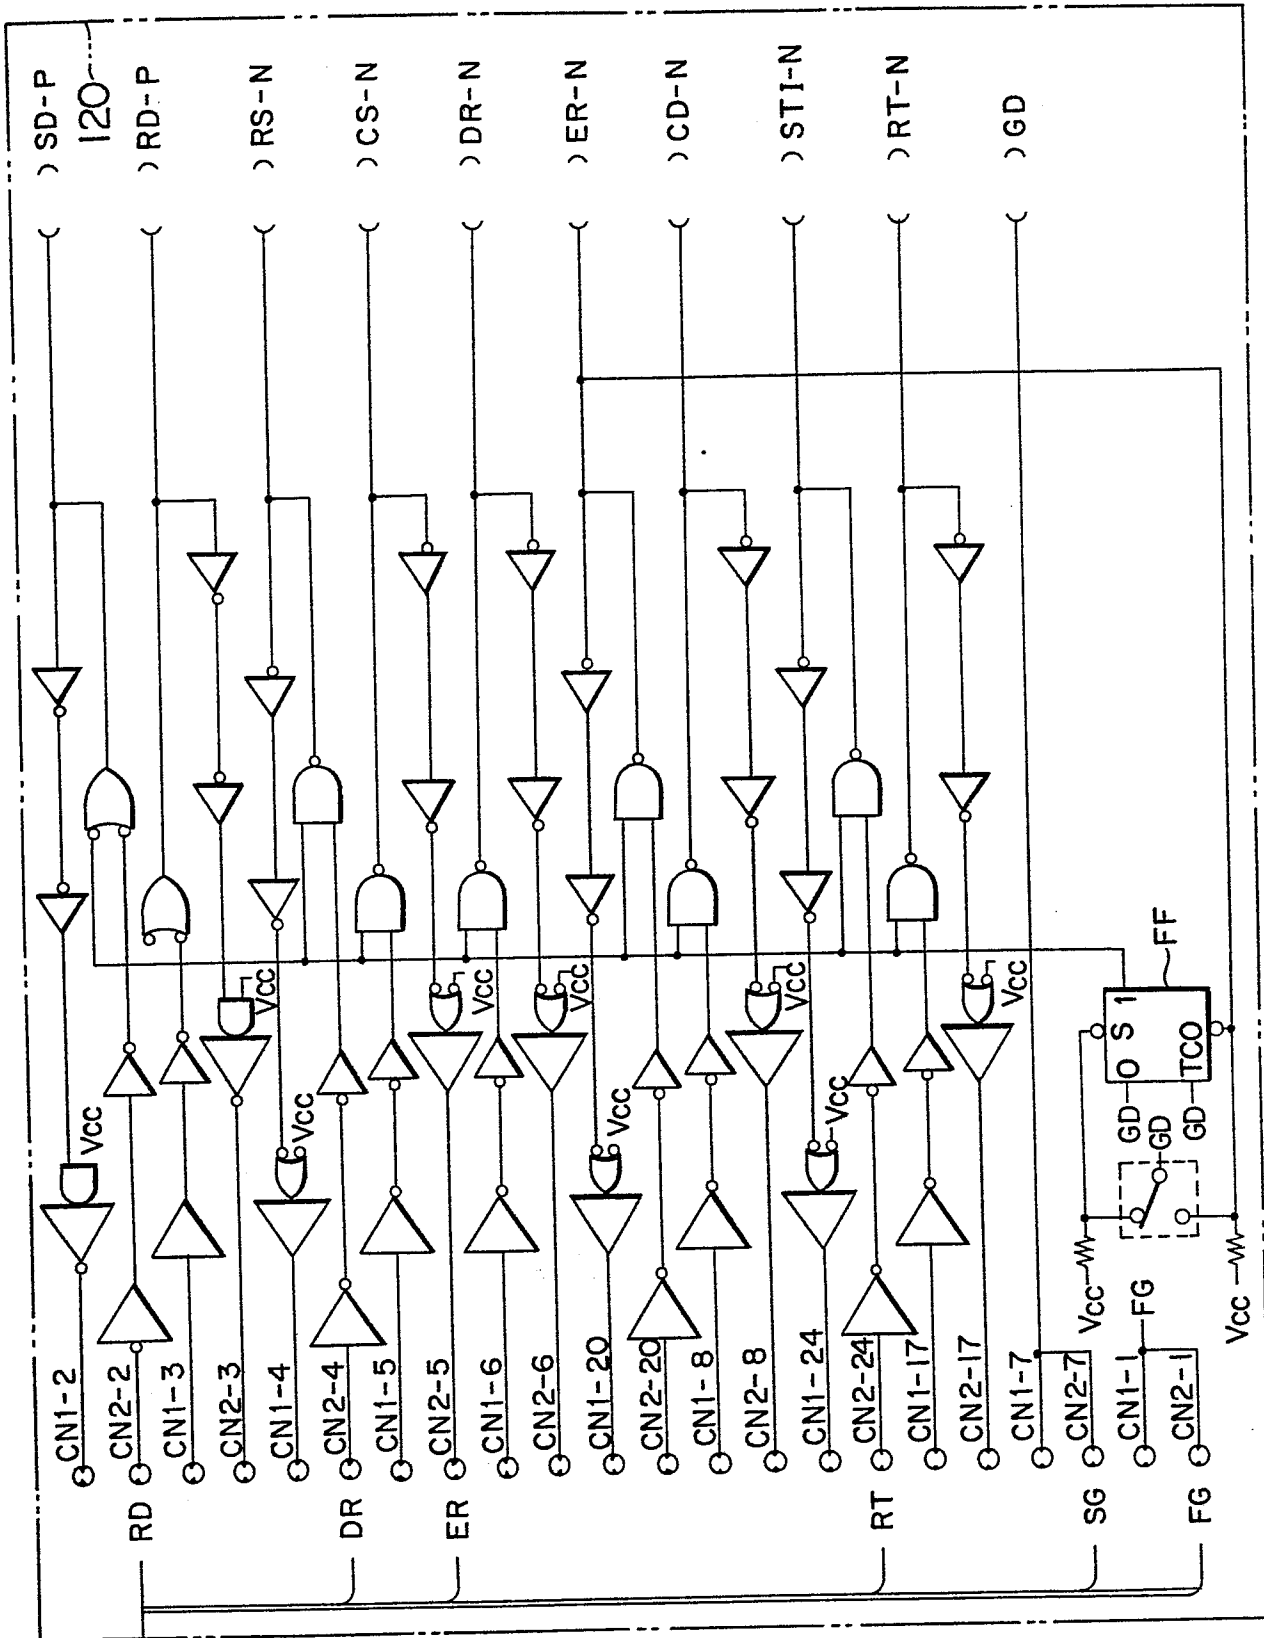 SD-P
120
RD-P
RS-N
CS-N
DR-N
ER-N
CD-N
STI-N
RT-N
GD
Vcc
Vcc
Vcc
Vcc
Vcc
Vcc
Vcc
Vcc
Vcc
FF
S 1
O
TCO
GD
GD
GD
Vcc
Vcc
FG
CN1-2
CN2-2
CN1-3
CN2-3
CN1-4
CN2-4
CN1-5
CN2-5
CN1-6
CN2-6
CN1-20
CN2-20
CN1-8
CN2-8
CN1-24
CN2-24
CN1-17
CN2-17
CN1-7
CN2-7
CN1-1
CN2-1
RD
DR
ER
RT
SG
FG